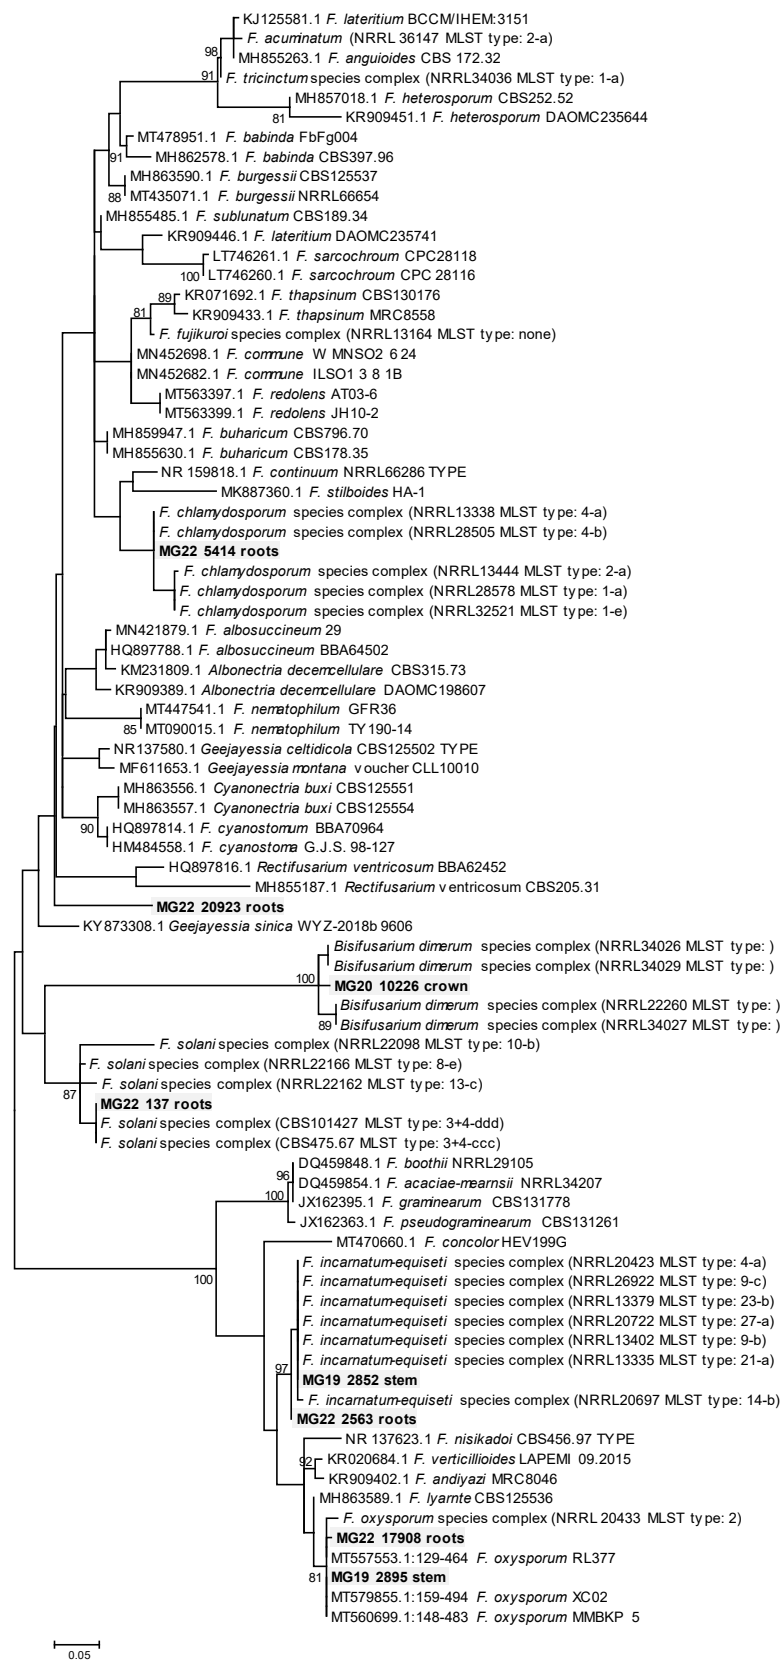 KJ125581.1 F. lateritium BCCM/IHEM:3151
F. acuminatum (NRRL 36147 MLST type: 2-a)
98
MH855263.1 F. anguioides CBS 172.32
91
F. tricinctum species complex (NRRL34036 MLST type: 1-a)
MH857018.1 F. heterosporum CBS252.52
81
KR909451.1 F. heterosporum DAOMC235644
MT478951.1 F. babinda FbFg004
91
MH862578.1 F. babinda CBS397.96
MH863590.1 F. burgessii CBS125537
88
MT435071.1 F. burgessii NRRL66654
MH855485.1 F. sublunatum CBS189.34
KR909446.1 F. lateritium DAOMC235741
LT746261.1 F. sarcochroum CPC28118
100
LT746260.1 F. sarcochroum CPC 28116
89
KR071692.1 F. thapsinum CBS130176
81
KR909433.1 F. thapsinum MRC8558
F. fujikuroi species complex (NRRL13164 MLST type: none)
MN452698.1 F. commune W MNSO2 6 24
MN452682.1 F. commune ILSO1 3 8 1B
MT563397.1 F. redolens AT03-6
MT563399.1 F. redolens JH10-2
MH859947.1 F. buharicum CBS796.70
MH855630.1 F. buharicum CBS178.35
NR 159818.1 F. continuum NRRL66286 TYPE
MK887360.1 F. stilboides HA-1
F. chlamydosporum species complex (NRRL13338 MLST type: 4-a)
F. chlamydosporum species complex (NRRL28505 MLST type: 4-b)
MG22 5414 roots
F. chlamydosporum species complex (NRRL13444 MLST type: 2-a)
F. chlamydosporum species complex (NRRL28578 MLST type: 1-a)
F. chlamydosporum species complex (NRRL32521 MLST type: 1-e)
MN421879.1 F. albosuccineum 29
HQ897788.1 F. albosuccineum BBA64502
KM231809.1 Albonectria decemcellulare CBS315.73
KR909389.1 Albonectria decemcellulare DAOMC198607
MT447541.1 F. nematophilum GFR36
85
MT090015.1 F. nematophilum TY190-14
NR137580.1 Geejayessia celtidicola CBS125502 TYPE
MF611653.1 Geejayessia montana voucher CLL10010
MH863556.1 Cyanonectria buxi CBS125551
MH863557.1 Cyanonectria buxi CBS125554
90
HQ897814.1 F. cyanostomum BBA70964
HM484558.1 F. cyanostoma G.J.S. 98-127
HQ897816.1 Rectifusarium ventricosum BBA62452
MH855187.1 Rectifusarium ventricosum CBS205.31
MG22 20923 roots
KY873308.1 Geejayessia sinica WYZ-2018b 9606
Bisifusarium dimerum species complex (NRRL34026 MLST type: )
Bisifusarium dimerum species complex (NRRL34029 MLST type: )
100
MG20 10226 crown
Bisifusarium dimerum species complex (NRRL22260 MLST type: )
89
Bisifusarium dimerum species complex (NRRL34027 MLST type: )
F. solani species complex (NRRL22098 MLST type: 10-b)
F. solani species complex (NRRL22166 MLST type: 8-e)
F. solani species complex (NRRL22162 MLST type: 13-c)
87
MG22 137 roots
F. solani species complex (CBS101427 MLST type: 3+4-ddd)
F. solani species complex (CBS475.67 MLST type: 3+4-ccc)
DQ459848.1 F. boothii NRRL29105
96
DQ459854.1 F. acaciae-mearnsii NRRL34207
100
JX162395.1 F. graminearum CBS131778
JX162363.1 F. pseudograminearum CBS131261
MT470660.1 F. concolor HEV199G
100
F. incarnatum-equiseti species complex (NRRL20423 MLST type: 4-a)
F. incarnatum-equiseti species complex (NRRL26922 MLST type: 9-c)
F. incarnatum-equiseti species complex (NRRL13379 MLST type: 23-b)
F. incarnatum-equiseti species complex (NRRL20722 MLST type: 27-a)
F. incarnatum-equiseti species complex (NRRL13402 MLST type: 9-b)
F. incarnatum-equiseti species complex (NRRL13335 MLST type: 21-a)
97
MG19 2852 stem
F. incarnatum-equiseti species complex (NRRL20697 MLST type: 14-b)
MG22 2563 roots
NR 137623.1 F. nisikadoi CBS456.97 TYPE
92
KR020684.1 F. verticillioides LAPEMI 09.2015
KR909402.1 F. andiyazi MRC8046
MH863589.1 F. lyarnte CBS125536
F. oxysporum species complex (NRRL 20433 MLST type: 2)
MG22 17908 roots
MT557553.1:129-464 F. oxysporum RL377
81
MG19 2895 stem
MT579855.1:159-494 F. oxysporum XC02
MT560699.1:148-483 F. oxysporum MMBKP 5
0.05